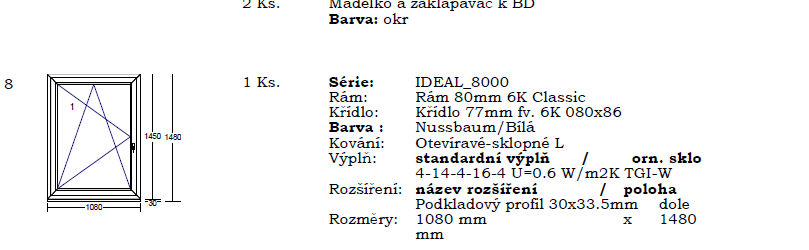 2 Ks. Madélko a zaklapávač k BD
Barva: okr
8 1 Ks. Série: IDEAL_8000
Rám: Rám 80mm 6K Classic
Křídlo: Křídlo 77mm fv. 6K 080x86
Barva : Nussbaum/Bílá
Kování: Otevíravé-sklopné L
Výplň: standardní výplň / orn. sklo
4-14-4-16-4 U=0.6 W/m2K TGI-W
Rozšíření: název rozšíření / poloha
Podkladový profil 30x33.5mm dole
Rozměry: 1080 mm x 1480
mm
1
1450 1480
30
1080